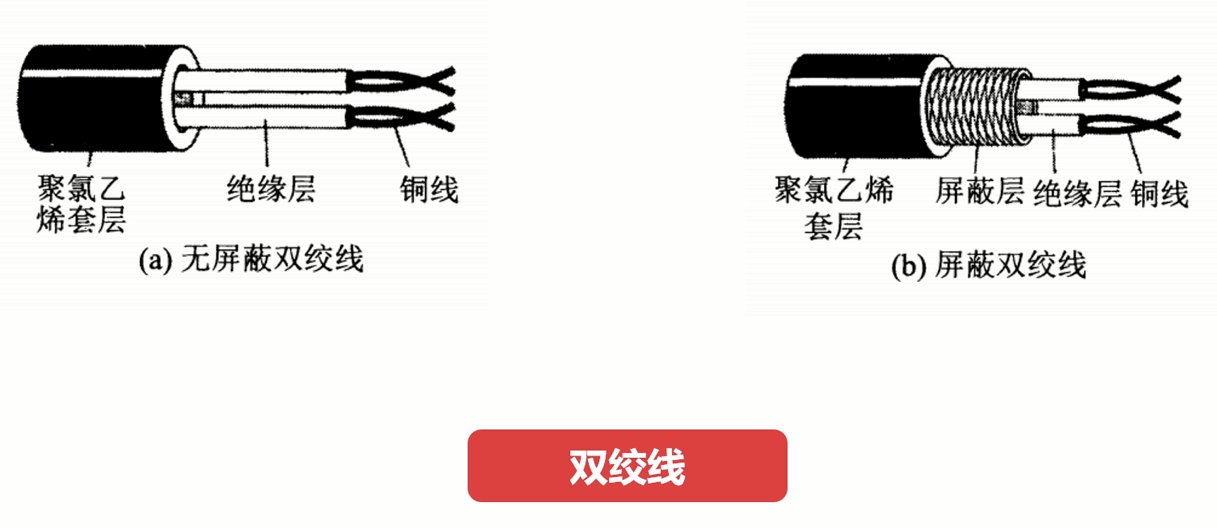 聚氯乙
烯套层
绝缘层
铜线
(a) 无屏蔽双绞线
聚氯乙烯
套层
屏蔽层
绝缘层
铜线
(b) 屏蔽双绞线
双绞线